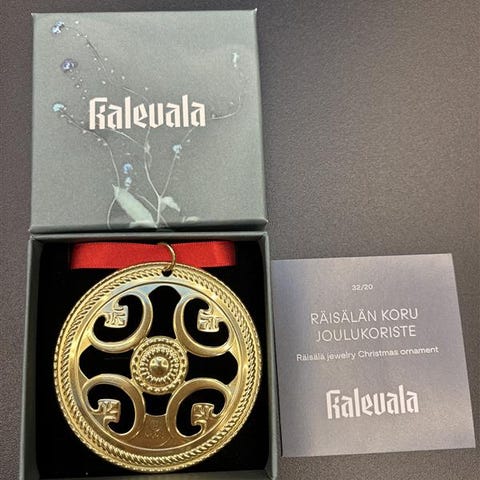 Kalevala
32/20
RÄISÄLÄN KORU
JOULUKORISTE
Räisälä jewelry Christmas ornament
Kalevala